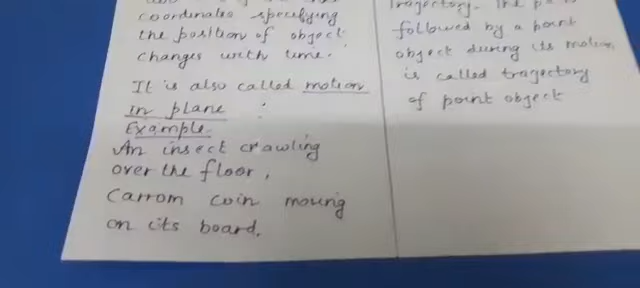 coordinates specifying
the position of object
changes with time.
It is also called motion
in plane
Example
An insect crawling
over the floor,
Carrom coin moving
on its board.
Trajectory. The
followed by a point
object during its motion
is called trajectory
of point object